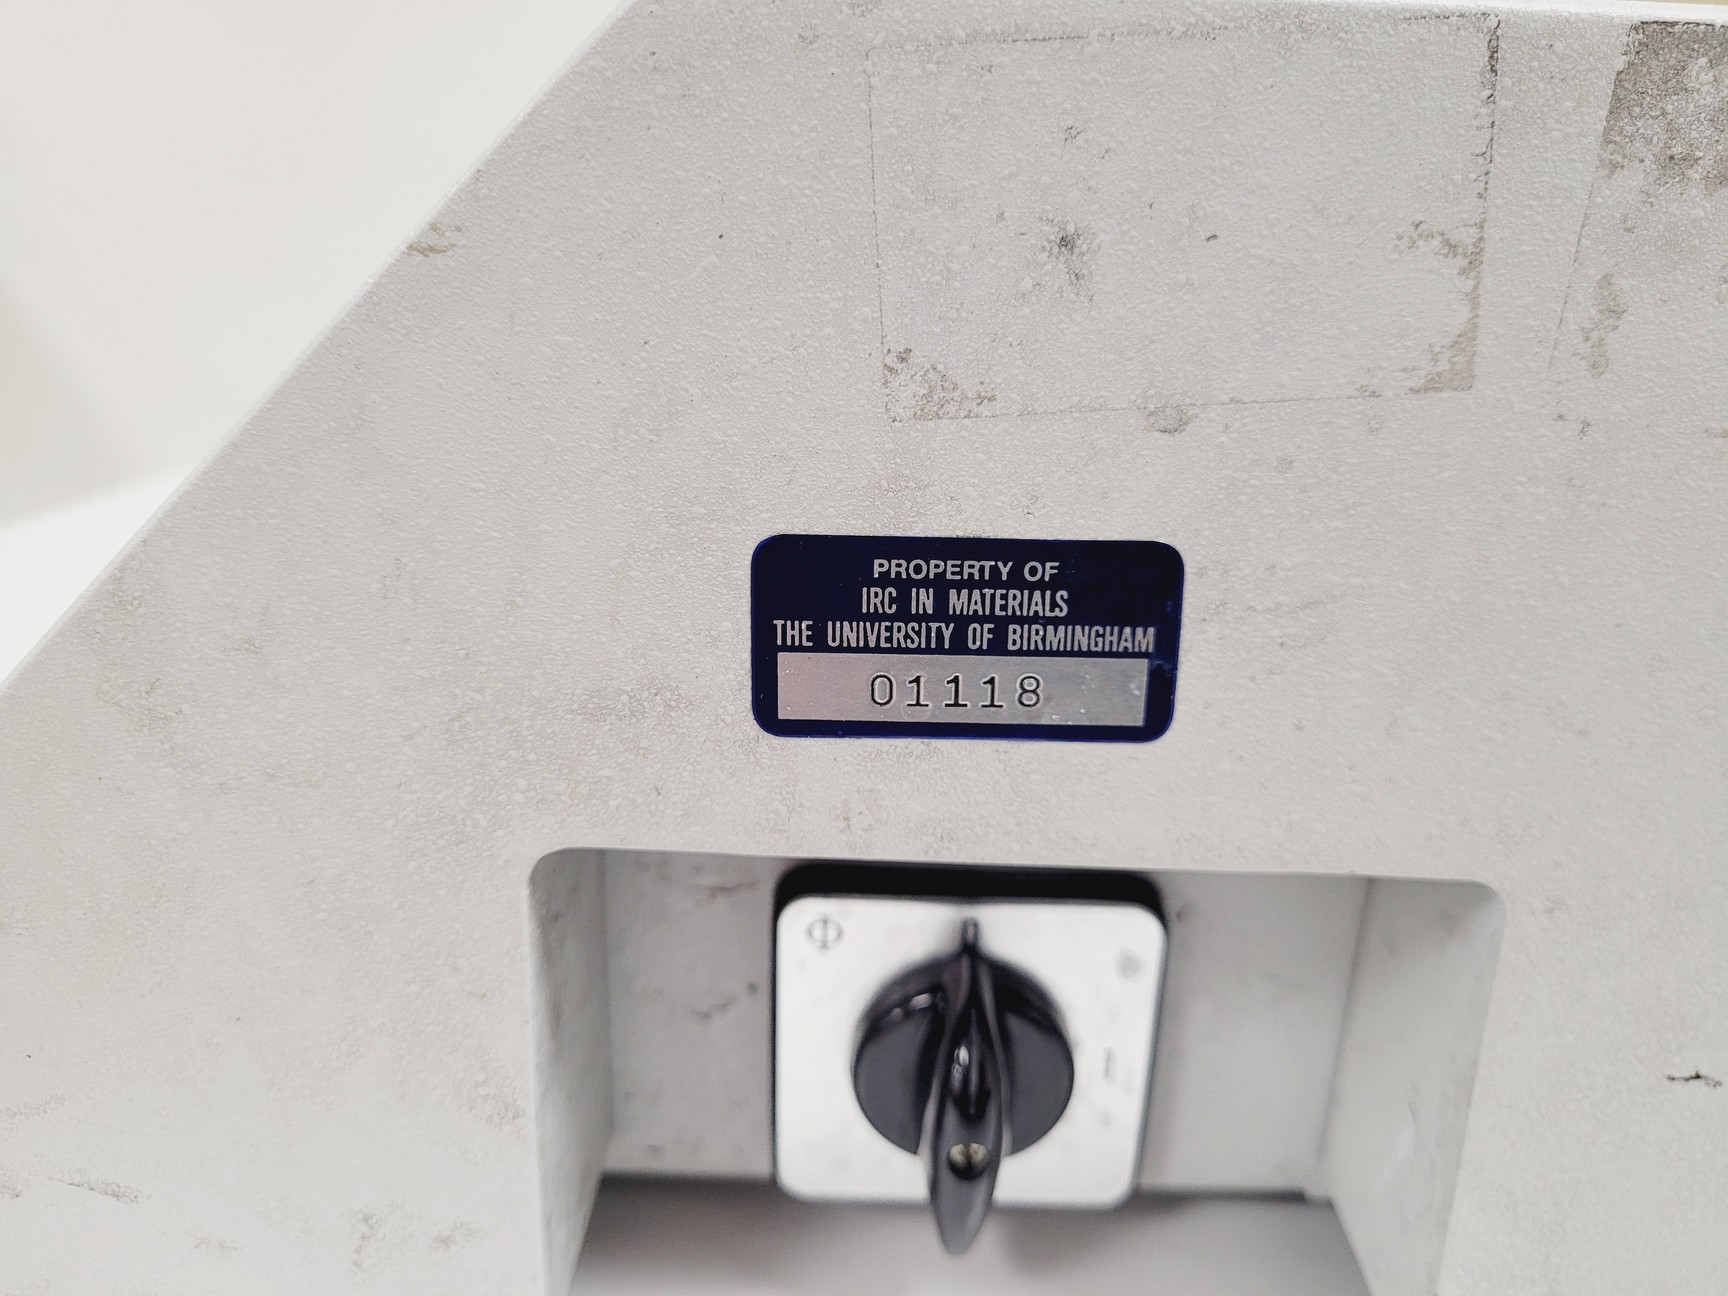 PROPERTY OF
IRC IN MATERIALS
THE UNIVERSITY OF BIRMINGHAM
01118